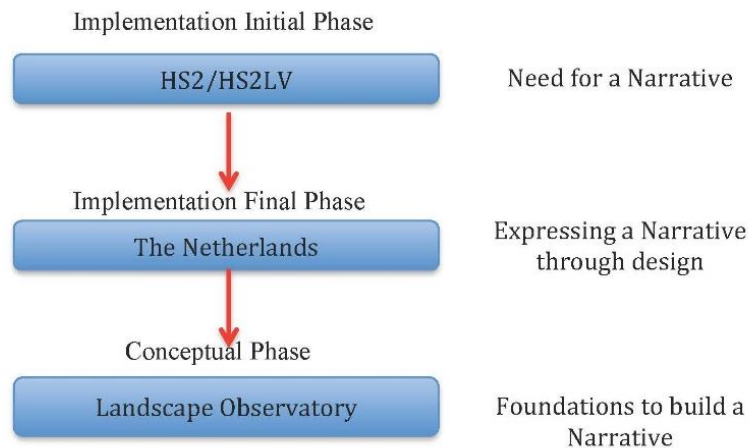 Implementation Initial Phase
HS2/HS2LV
Need for a Narrative
Implementation Final Phase
The Netherlands
Expressing a Narrative
through design
Conceptual Phase
Landscape Observatory
Foundations to build a
Narrative